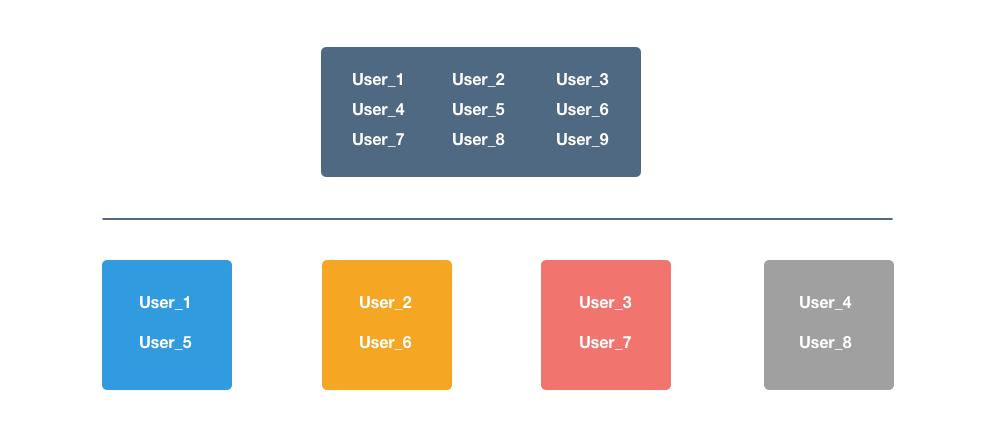 User_1 User_2 User_3
User_4 User_5 User_6
User_7 User_8 User_9
User_1
User_5
User_2
User_6
User_3
User_7
User_4
User_8